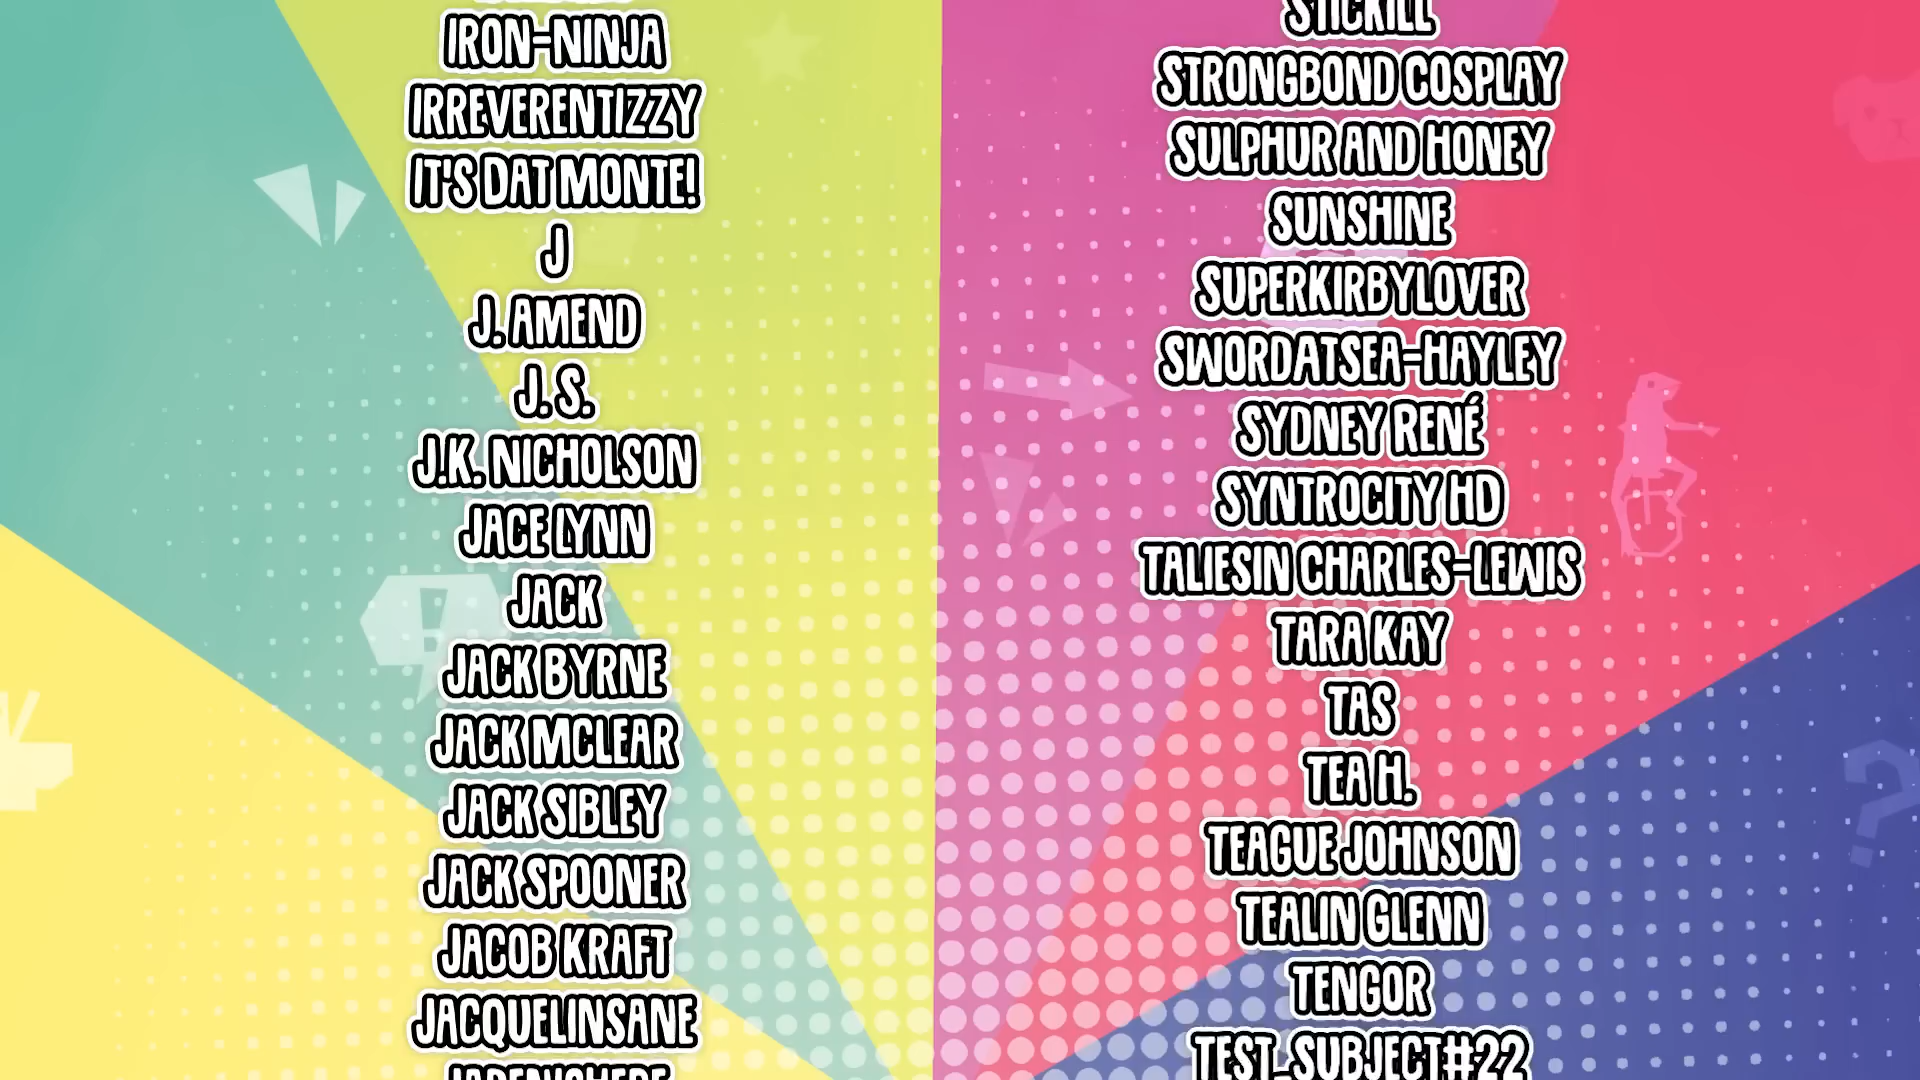 IRON-NINJA
IRREVERENTIZZY
IT'S DAT MONTE!
J
J. AMEND
J. S.
J.K. NICHOLSON
JACE LYNN
JACK
JACK BYRNE
JACK MCLEAR
JACK SIBLEY
JACK SPOONER
JACOB KRAFT
JACQUELINSANE
STICKILL
STRONGBOND COSPLAY
SULPHUR AND HONEY
SUNSHINE
SUPERKIRBYLOVER
SWORDATSEA-HAYLEY
SYDNEY RENÉ
SYNTROCITY HD
TALIESIN CHARLES-LEWIS
TARA KAY
TAS
TEA H.
TEAGUE JOHNSON
TEALIN GLENN
TENGOR
TEST_SUBJECT#22